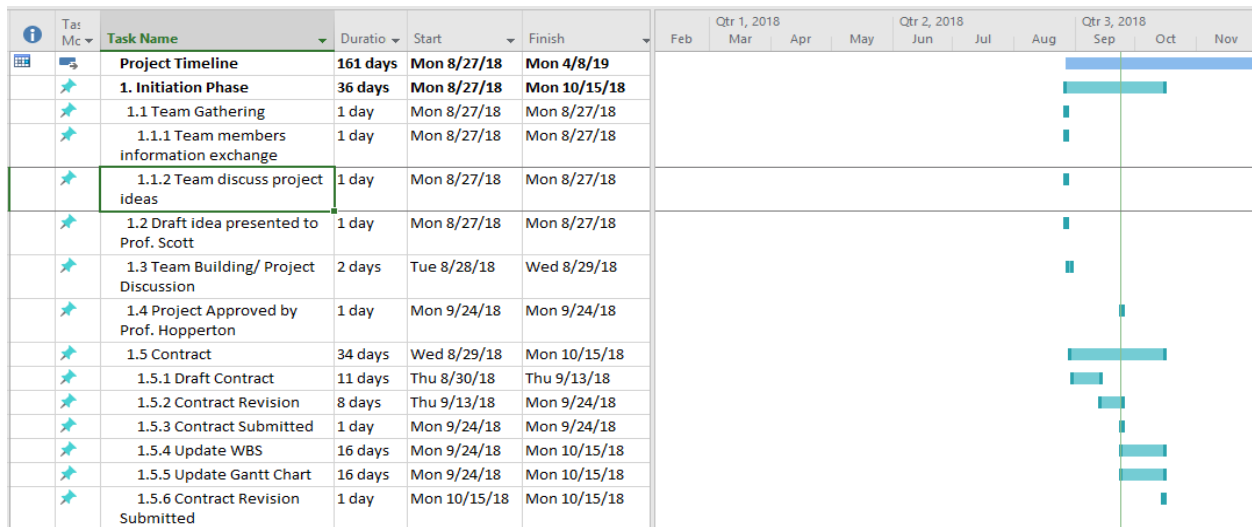 Qtr 1, 2018 Qtr 2, 2018 Qtr 3, 2018
Tas
Mc Task Name Duratio Start Finish Feb Mar Apr May Jun Jul Aug Sep Oct Nov
Project Timeline 161 days Mon 8/27/18 Mon 4/8/19
1. Initiation Phase 36 days Mon 8/27/18 Mon 10/15/18
1.1 Team Gathering 1 day Mon 8/27/18 Mon 8/27/18
1.1.1 Team members 1 day Mon 8/27/18 Mon 8/27/18
information exchange
1.1.2 Team discuss project 1 day Mon 8/27/18 Mon 8/27/18
ideas
1.2 Draft idea presented to 1 day Mon 8/27/18 Mon 8/27/18
Prof. Scott
1.3 Team Building/ Project 2 days Tue 8/28/18 Wed 8/29/18
Discussion
1.4 Project Approved by 1 day Mon 9/24/18 Mon 9/24/18
Prof. Hopperton
1.5 Contract 34 days Wed 8/29/18 Mon 10/15/18
1.5.1 Draft Contract 11 days Thu 8/30/18 Thu 9/13/18
1.5.2 Contract Revision 8 days Thu 9/13/18 Mon 9/24/18
1.5.3 Contract Submitted 1 day Mon 9/24/18 Mon 9/24/18
1.5.4 Update WBS 16 days Mon 9/24/18 Mon 10/15/18
1.5.5 Update Gantt Chart 16 days Mon 9/24/18 Mon 10/15/18
1.5.6 Contract Revision 1 day Mon 10/15/18 Mon 10/15/18
Submitted